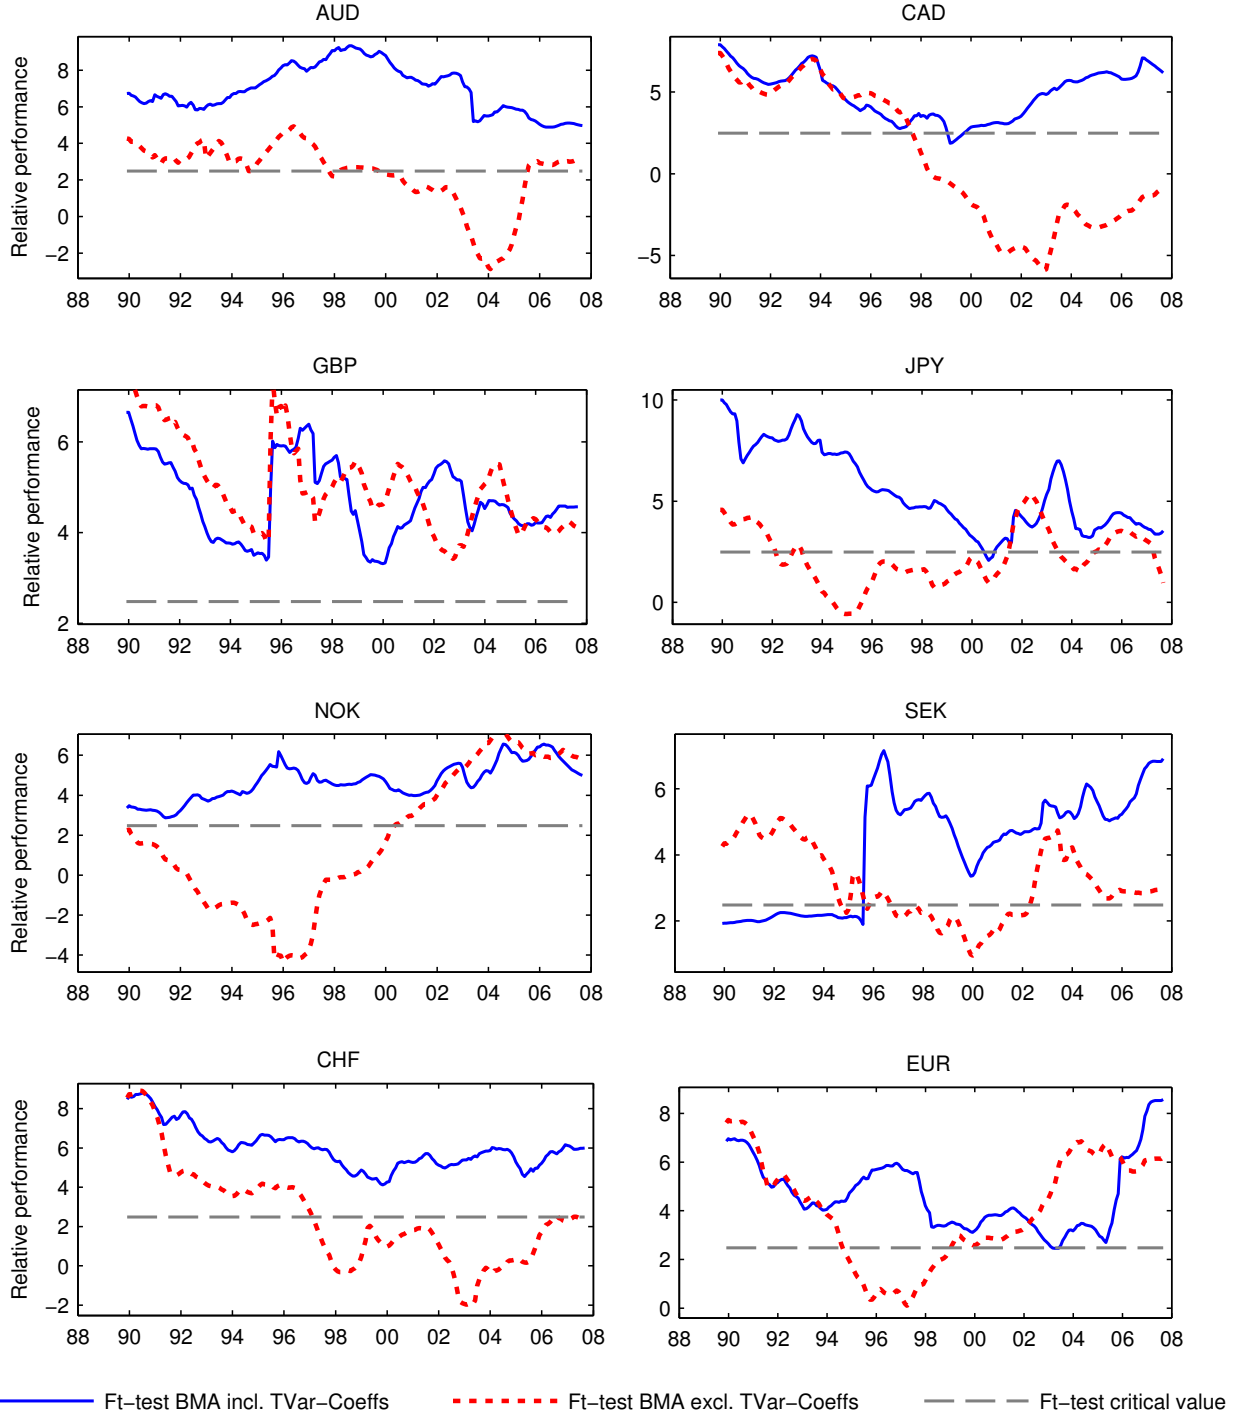 AUD
Relative performance
8
6
4
2
0
−2
88 90 92 94 96 98 00 02 04 06 08
CAD
5
0
−5
88 90 92 94 96 98 00 02 04 06 08
GBP
Relative performance
6
4
2
88 90 92 94 96 98 00 02 04 06 08
JPY
10
5
0
88 90 92 94 96 98 00 02 04 06 08
NOK
Relative performance
6
4
2
0
−2
−4
88 90 92 94 96 98 00 02 04 06 08
SEK
6
4
2
88 90 92 94 96 98 00 02 04 06 08
CHF
Relative performance
8
6
4
2
0
−2
88 90 92 94 96 98 00 02 04 06 08
EUR
8
6
4
2
0
88 90 92 94 96 98 00 02 04 06 08
Ft−test BMA incl. TVar−Coeffs Ft−test BMA excl. TVar−Coeffs Ft−test critical value